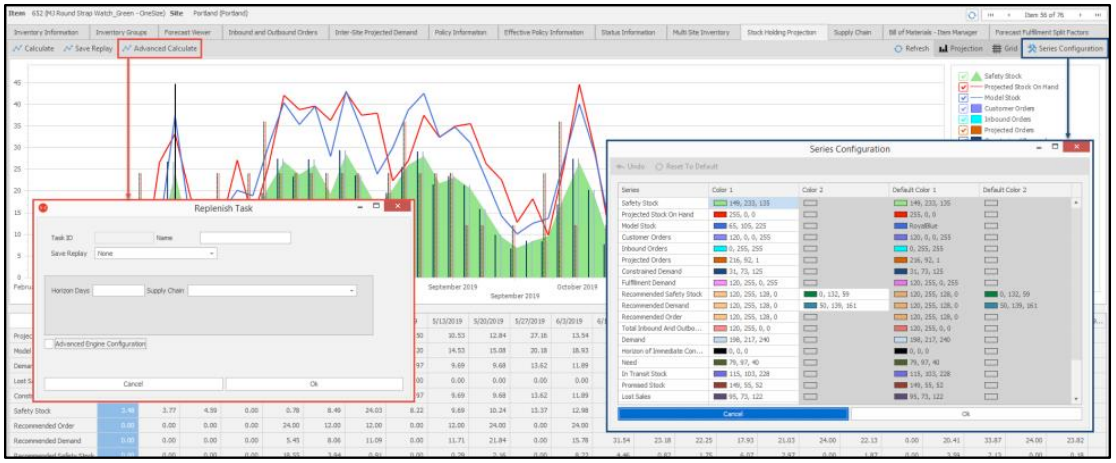 Item 652 (MJ Round Strap Watch_Green - OneSize) Site Portland (Portland) Item 56 of 76
Inventory Information Inventory Groups Forecast Viewer Inbound and Outbound Orders Inter-Site Projected Demand Policy Information Effective Policy Information Status Information Multi Site Inventory Stock Holding Projection Supply Chain Bill of Materials - Item Manager Forecast Fulfilment Split Factors
Calculate Save Replay Advanced Calculate Refresh Projection Grid Series Configuration
45
40
35
30
25
20
15
10
5
0
Safety Stock
Projected Stock On Hand
Model Stock
Customer Orders
Inbound Orders
Projected Orders
September 2019 October 2019
September 2019
Replenish Task
Task ID Name
Save Replay None
Horizon Days Supply Chain
Advanced Engine Configuration
Cancel Ok
Series Configuration
Undo Reset To Default
Series Color 1 Color 2 Default Color 1 Default Color 2
Safety Stock 149, 233, 135 149, 233, 135
Projected Stock On Hand 255, 0, 0 255, 0, 0
Model Stock 65, 105, 225 RoyalBlue
Customer Orders 120, 0, 0, 255 120, 0, 0, 255
Inbound Orders 0, 255, 255 0, 255, 255
Projected Orders 216, 92, 1 216, 92, 1
Constrained Demand 31, 73, 125 31, 73, 125
Fulfilment Demand 120, 255, 0, 255 120, 255, 0, 255
Recommended Safety Stock 120, 255, 128, 0 0, 132, 59 120, 255, 128, 0 0, 132, 59
Recommended Demand 120, 255, 128, 0 50, 139, 161 120, 255, 128, 0 50, 139, 161
Recommended Order 120, 255, 128, 0 120, 255, 128, 0
Total Inbound And Outbo... 120, 255, 0, 0 120, 255, 0, 0
Demand 198, 217, 240 198, 217, 240
Horizon of Immediate Con... 0, 0, 0 0, 0, 0
Need 79, 97, 40 79, 97, 40
In Transit Stock 115, 103, 228 115, 103, 228
Promised Stock 149, 55, 52 149, 55, 52
Lost Sales 95, 73, 122 95, 73, 122
Cancel Ok
5/13/2019 5/20/2019 5/27/2019 6/3/2019
10.53 12.84 27.16 13.54
14.53 15.08 20.18 18.93
9.69 9.68 13.62 11.89
0.00 0.00 0.00 0.00
9.69 9.68 13.62 11.89
Safety Stock 3.46 3.77 4.59 0.00 0.78 8.49 24.03 8.22 9.69 10.24 15.37 12.98
Recommended Order 0.00 0.00 0.00 0.00 24.00 12.00 12.00 0.00 12.00 24.00 0.00 24.00
Recommended Demand 0.00 0.00 0.00 0.00 5.45 8.06 11.09 0.00 11.71 21.84 0.00 15.78 31.54 23.18 22.25 17.93 21.03 24.00 22.13 0.00 20.41 33.87 24.00 23.82
Recommended Safety Stock